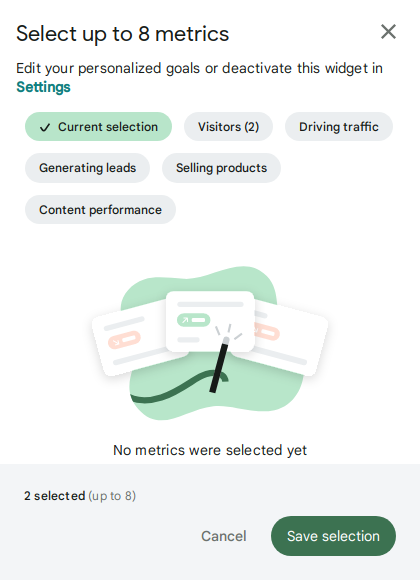 Select up to 8 metrics
Edit your personalized goals or deactivate this widget in
Settings
Current selection
Visitors (2)
Driving traffic
Generating leads
Selling products
Content performance
No metrics were selected yet
2 selected (up to 8)
Cancel
Save selection